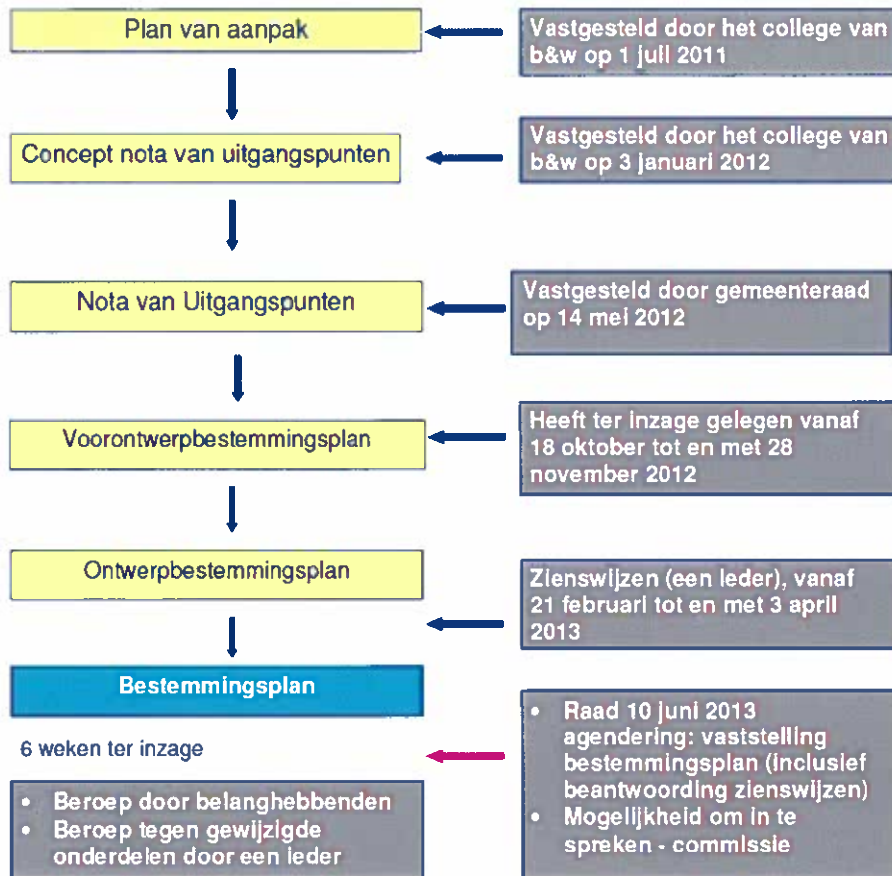 Plan van aanpak
Vastgesteld door het college van
b&w op 1 juli 2011
Concept nota van uitgangspunten
Vastgesteld door het college van
b&w op 3 januari 2012
Nota van Uitgangspunten
Vastgesteld door gemeenteraad
op 14 mei 2012
Voorontwerpbestemmingsplan
Heeft ter inzage gelegen vanaf
18 oktober tot en met 28
november 2012
Ontwerpbestemmingsplan
Zienswijzen (een ieder), vanaf
21 februari tot en met 3 april
2013
Bestemmingsplan
6 weken ter inzage
• Raad 10 juni 2013
agendering: vaststelling
bestemmingsplan (inclusief
beantwoording zienswijzen)
• Mogelijkheid om in te
spreken - commissie
• Beroep door belanghebbenden
• Beroep tegen gewijzigde
onderdelen door een ieder